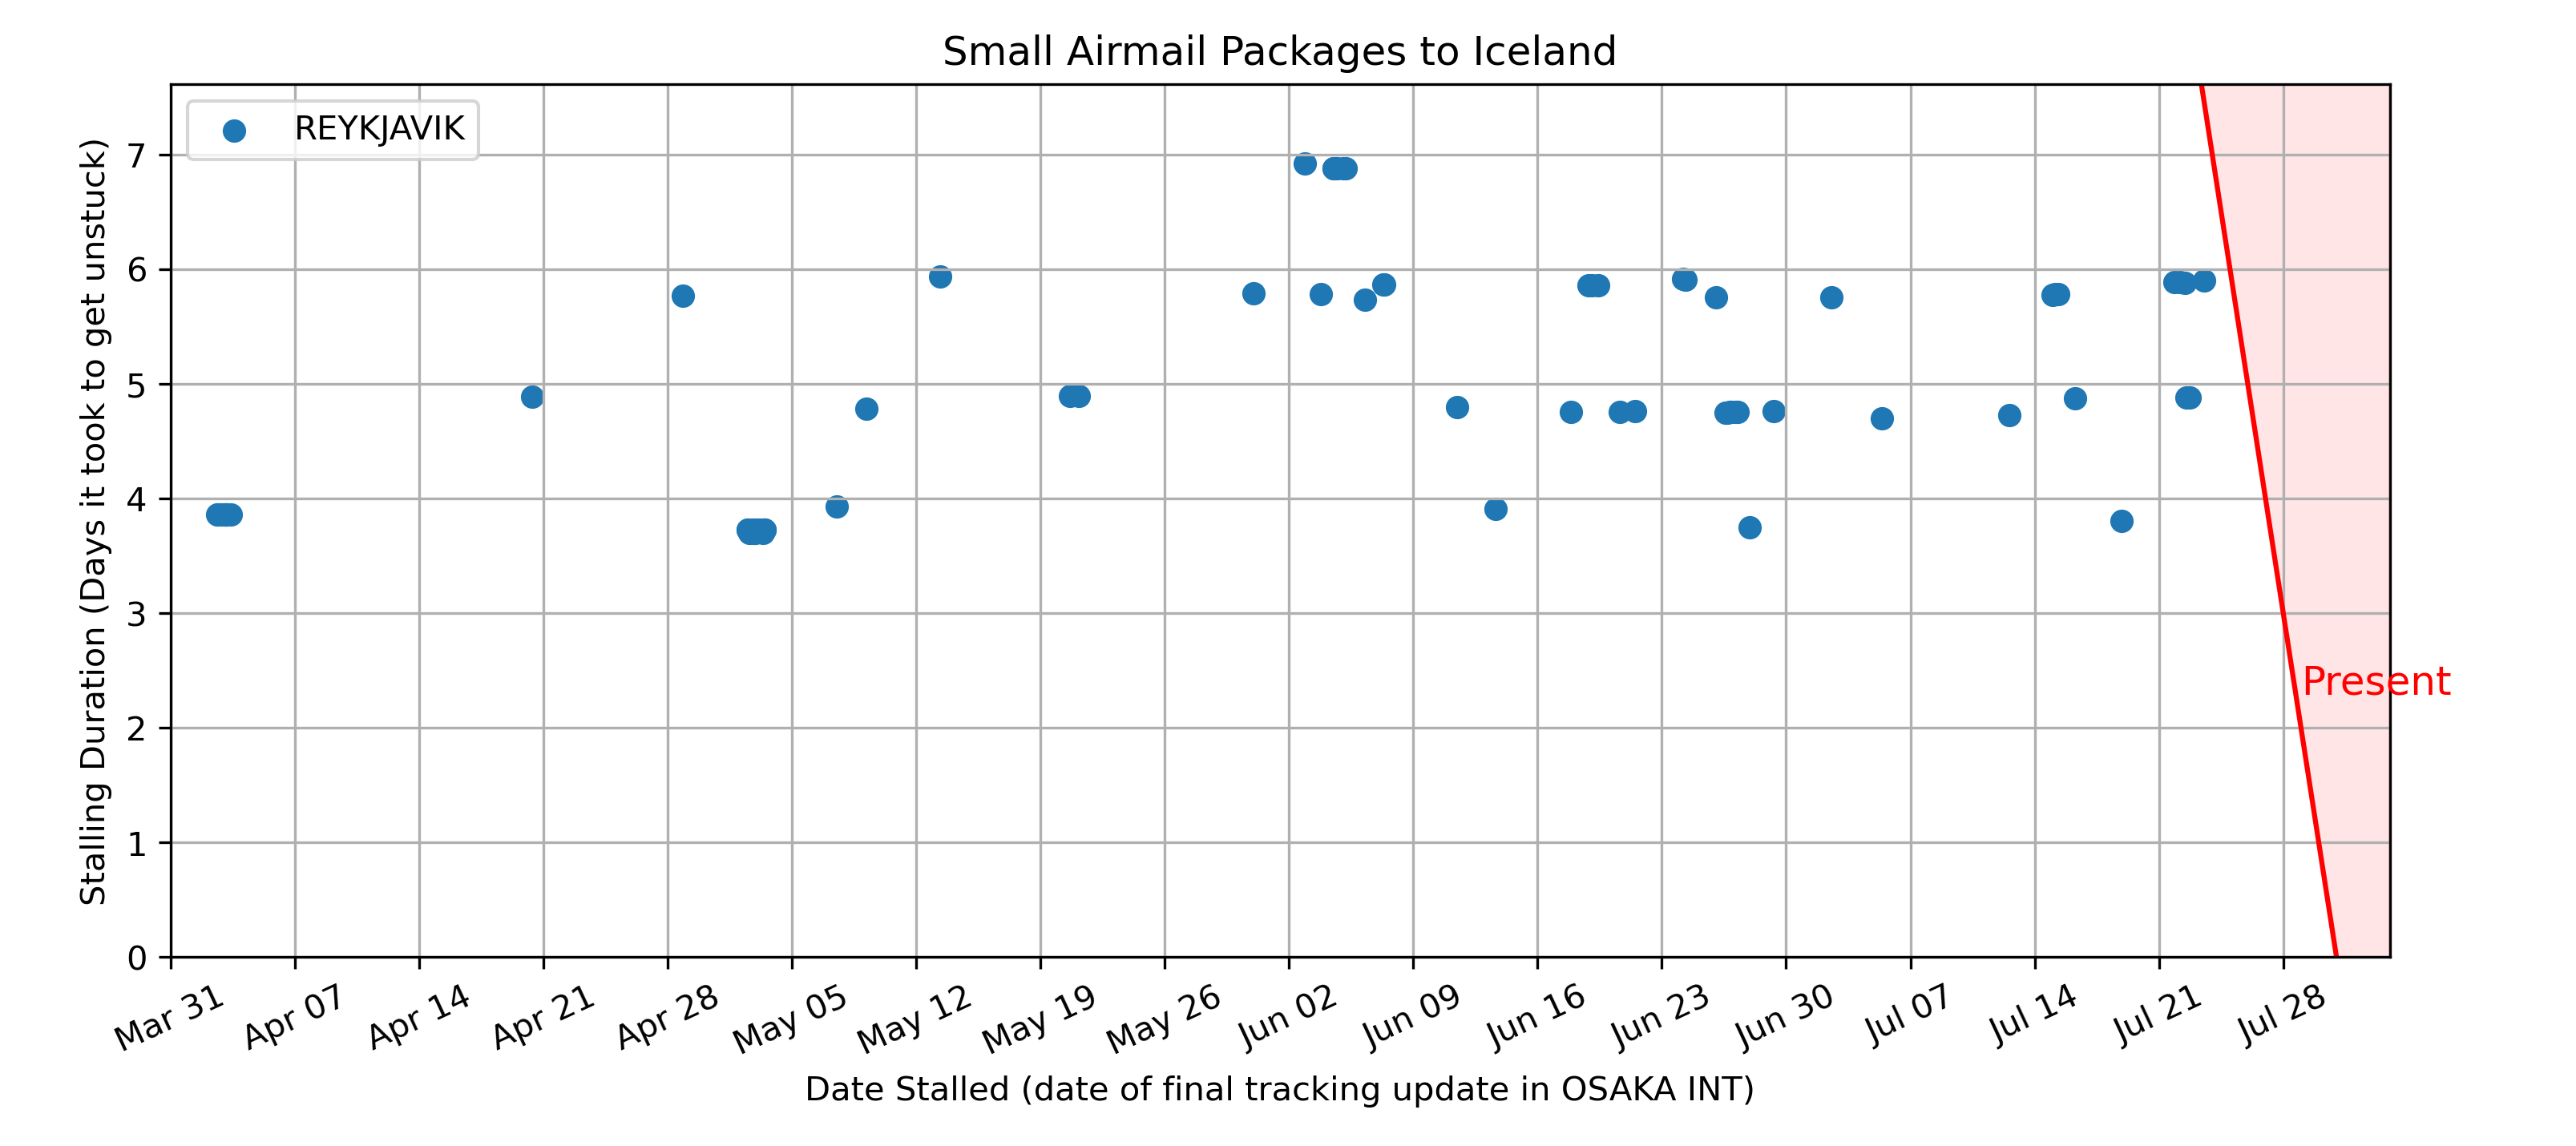 Small Airmail Packages to Iceland
REYKJAVIK
Stalling Duration (Days it took to get unstuck)
7
6
5
4
3
2
1
0
Present
Mar 31 Apr 07 Apr 14 Apr 21 Apr 28 May 05 May 12 May 19 May 26 Jun 02 Jun 09 Jun 16 Jun 23 Jun 30 Jul 07 Jul 14 Jul 21 Jul 28
Date Stalled (date of final tracking update in OSAKA INT)